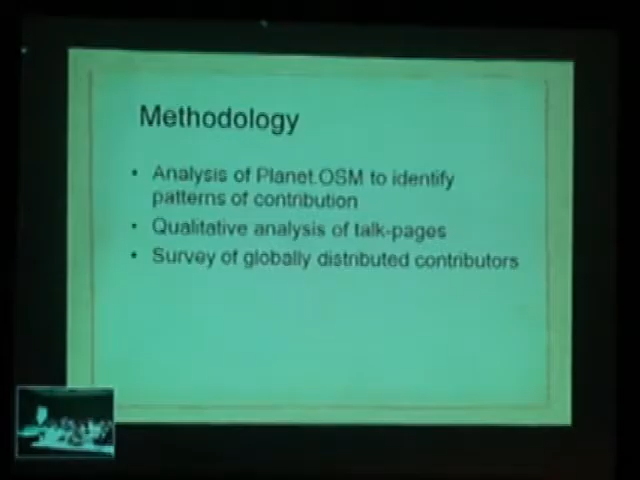 Methodology
• Analysis of Planet.OSM to identify
patterns of contribution
• Qualitative analysis of talk-pages
• Survey of globally distributed contributors